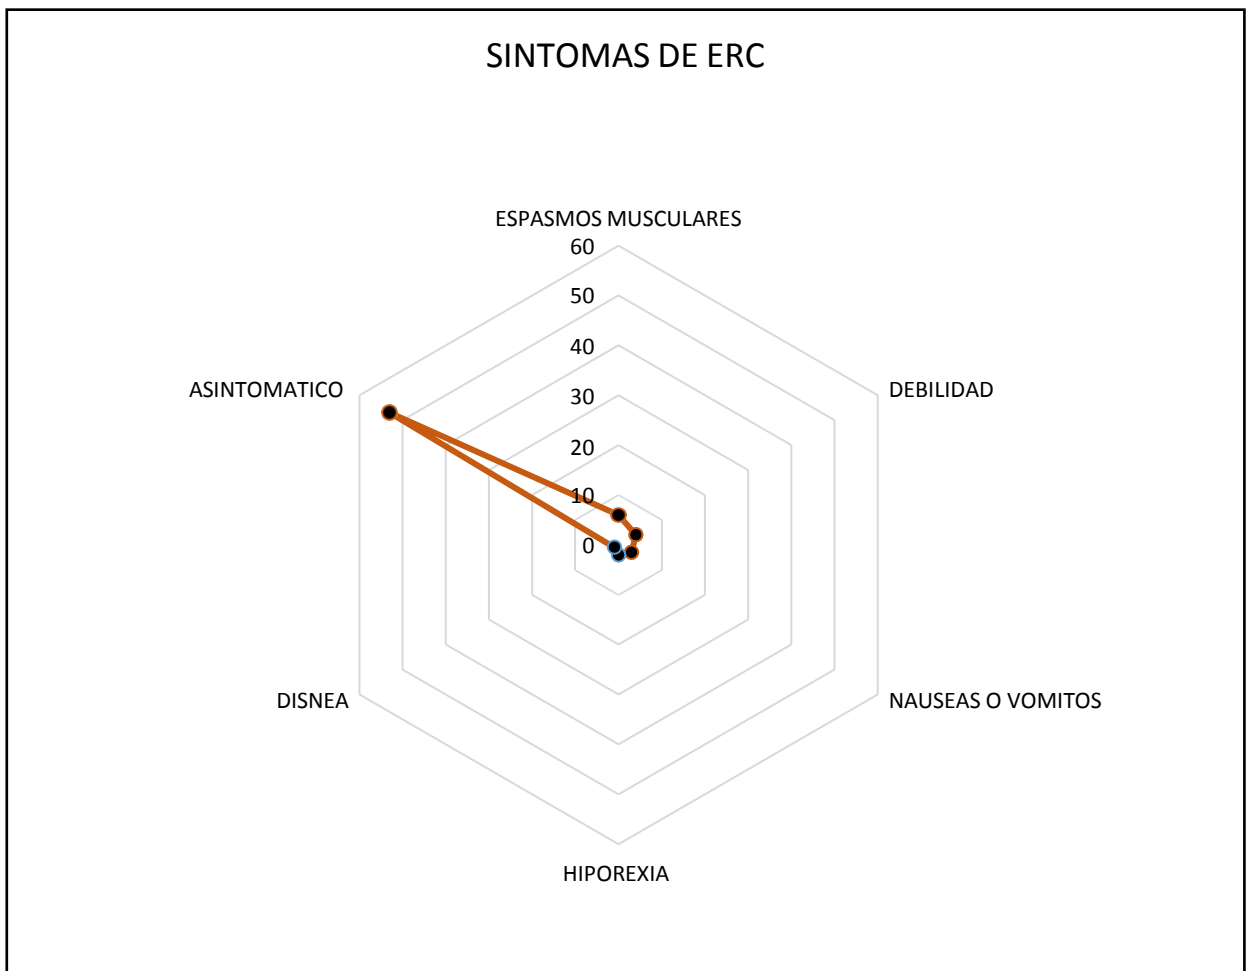 SINTOMAS DE ERC
ESPASMOS MUSCULARES
60
50
40
30
20
10
0
ASINTOMATICO
DEBILIDAD
DISNEA
NAUSEAS O VOMITOS
HIPOREXIA